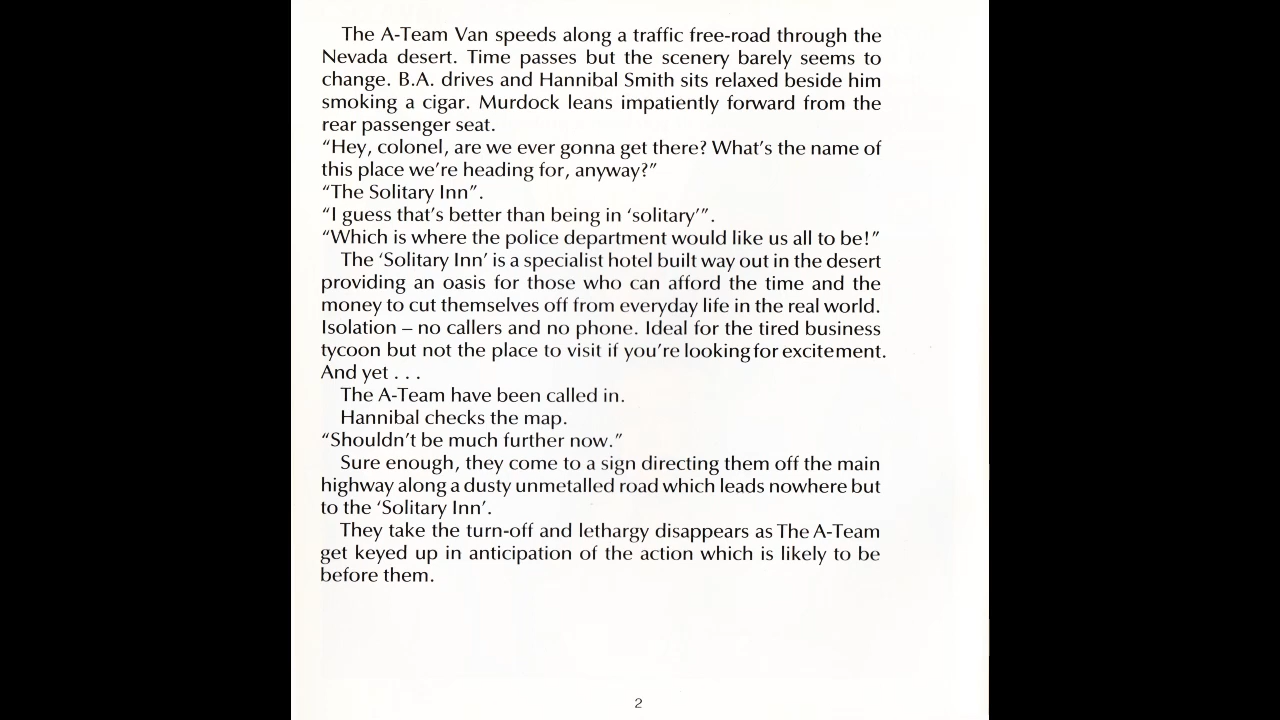 The A-Team Van speeds along a traffic free-road through the
Nevada desert. Time passes but the scenery barely seems to
change. B.A. drives and Hannibal Smith sits relaxed beside him
smoking a cigar. Murdock leans impatiently forward from the
rear passenger seat.
“Hey, colonel, are we ever gonna get there? What’s the name of
this place we’re heading for, anyway?”
“The Solitary Inn”.
“I guess that’s better than being in ‘solitary’”.
“Which is where the police department would like us all to be!”
The ‘Solitary Inn’ is a specialist hotel built way out in the desert
providing an oasis for those who can afford the time and the
money to cut themselves off from everyday life in the real world.
Isolation – no callers and no phone. Ideal for the tired business
tycoon but not the place to visit if you’re looking for excitement.
And yet . . .
The A-Team have been called in.
Hannibal checks the map.
“Shouldn’t be much further now.”
Sure enough, they come to a sign directing them off the main
highway along a dusty unmetalled road which leads nowhere but
to the ‘Solitary Inn’.
They take the turn-off and lethargy disappears as The A-Team
get keyed up in anticipation of the action which is likely to be
before them.
2